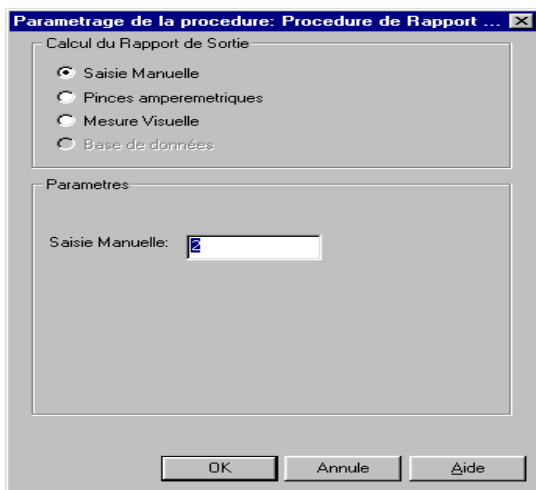 Parametrage de la procedure: Procedure de Rapport ...
Calcul du Rapport de Sortie
Saisie Manuelle
Pinces amperemetriques
Mesure Visuelle
Base de données
Parametres
Saisie Manuelle: 2
OK Annule Aide